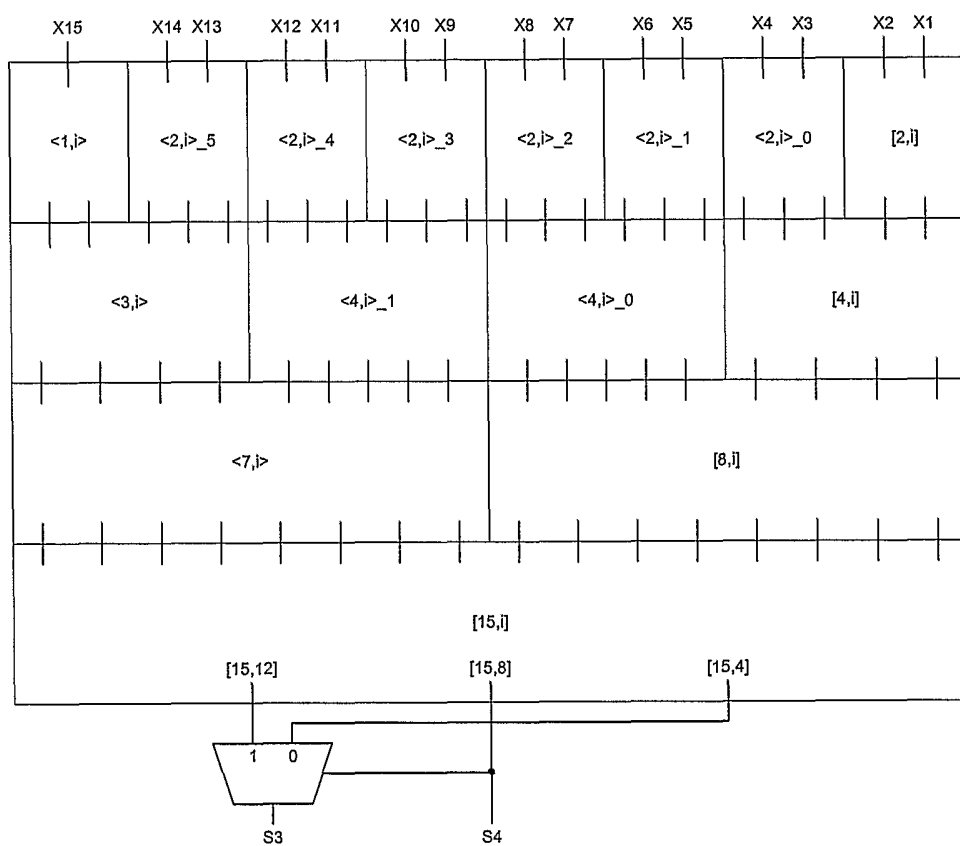 X15 X14 X13 X12 X11 X10 X9 X8 X7 X6 X5 X4 X3 X2 X1
<1,i> <2,i>_5 <2,i>_4 <2,i>_3 <2,i>_2 <2,i>_1 <2,i>_0 [2,i]
<3,i> <4,i>_1 <4,i>_0 [4,i]
<7,i> [8,i]
[15,i]
[15,12] [15,8] [15,4]
1 0
S3 S4